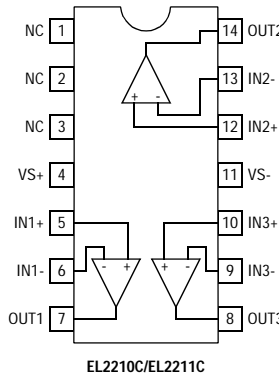 NC 1 14 OUT2
NC 2 13 IN2-
NC 3 12 IN2+
+ -
VS+ 4 11 VS-
IN1+ 5 10 IN3+
IN1- 6 9 IN3-
- + + -
OUT1 7 8 OUT3
EL2210C/EL2211C